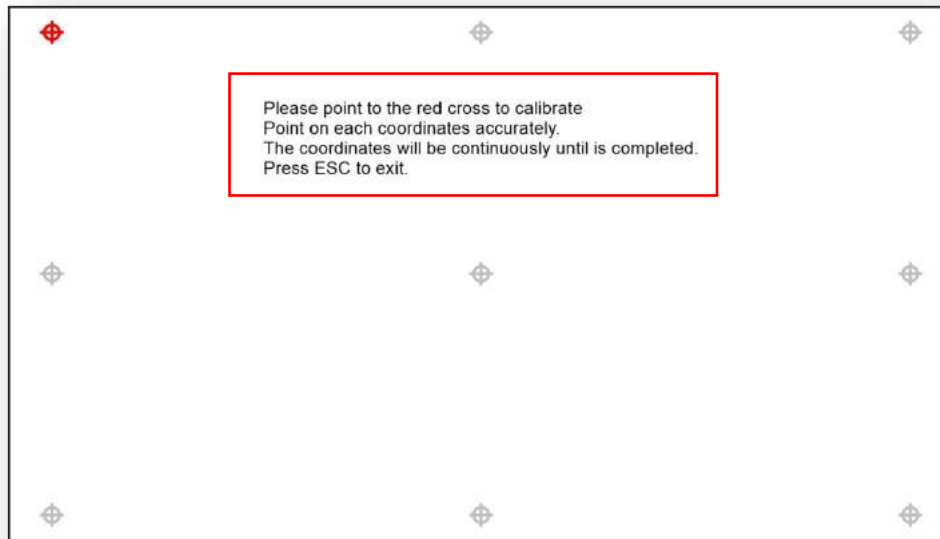 Please point to the red cross to calibrate
Point on each coordinates accurately.
The coordinates will be continuously until is completed.
Press ESC to exit.